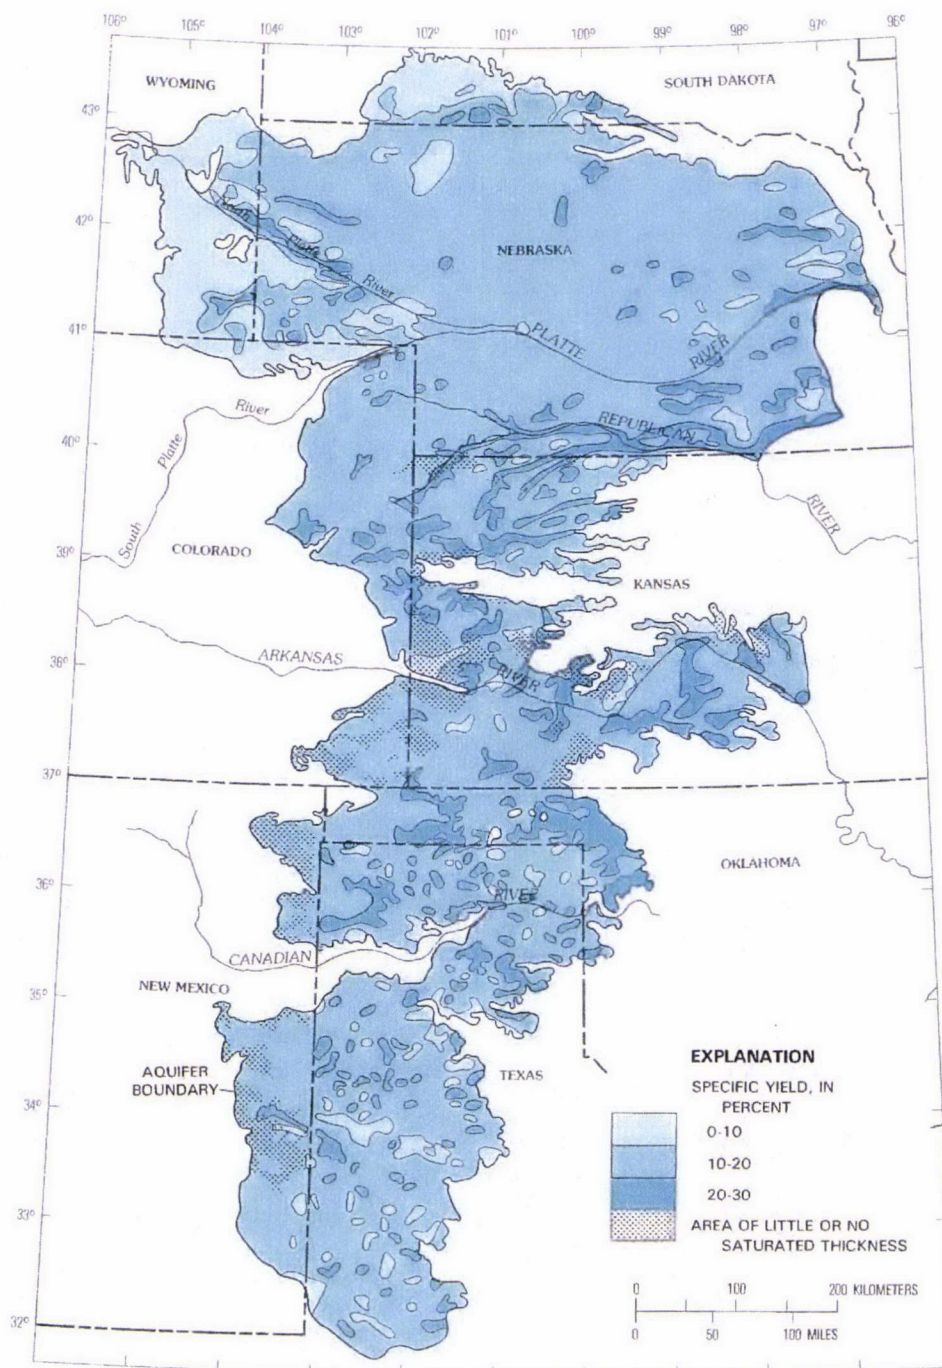 106°
105°
103°
102°
101°
100°
99°
98°
97°
96°
WYOMING
SOUTH DAKOTA
43°
42°
North
Platte
River
NEBRASKA
41°
PLATTE
RIVER
South
Platte
River
REPUBLICAN
RIVER
40°
COLORADO
39°
KANSAS
ARKANSAS
RIVER
38°
37°
OKLAHOMA
36°
RIVER
CANADIAN
NEW MEXICO
35°
AQUIFER
BOUNDARY
TEXAS
34°
33°
32°
EXPLANATION
SPECIFIC YIELD, IN
PERCENT
0-10
10-20
20-30
AREA OF LITTLE OR NO
SATURATED THICKNESS
0 100 200 KILOMETERS
0 50 100 MILES